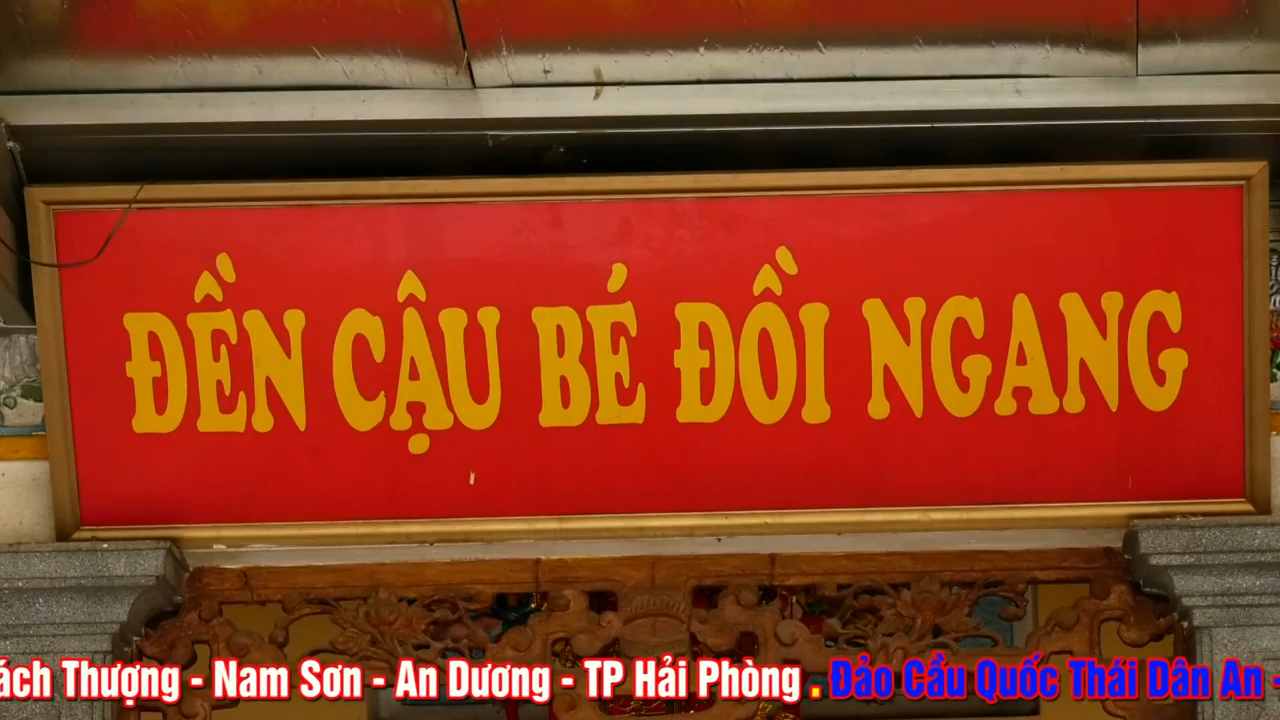 ĐỀN CẬU BÉ ĐỒI NGANG
Thượng - Nam Sơn - An Dương - TP Hải Phòng . Đảo Cầu Quốc Thái Dân An -